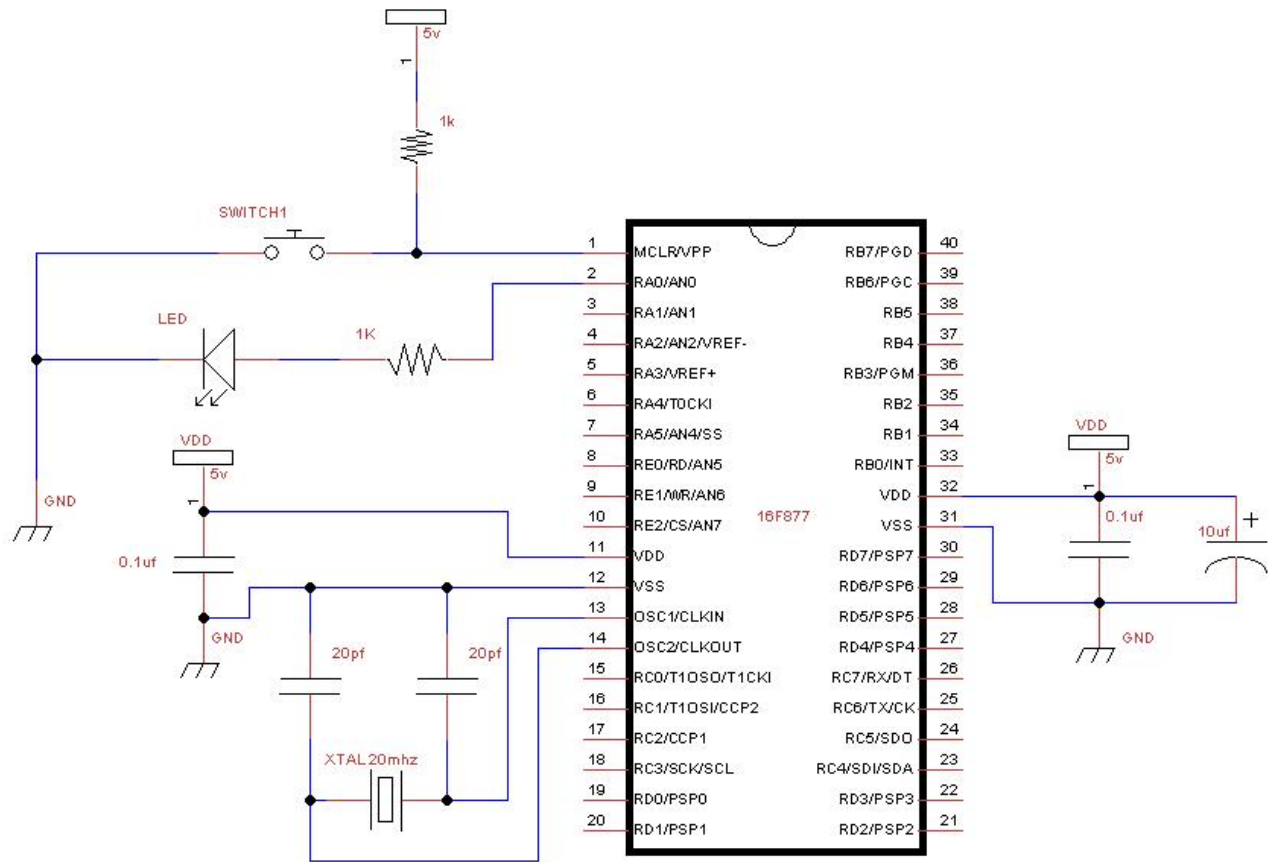 5v
1
1k
SWITCH1
LED
1K
VDD
5v
1
GND
0.1uf
GND
20pf
20pf
XTAL20mhz
16F877
1 MCLR/VPP
2 RA0/AN0
3 RA1/AN1
4 RA2/AN2/VREF-
5 RA3/VREF+
6 RA4/T0CKI
7 RA5/AN4/SS
8 RE0/RD/AN5
9 RE1/WR/AN6
10 RE2/CS/AN7
11 VDD
12 VSS
13 OSC1/CLKIN
14 OSC2/CLKOUT
15 RC0/T1OSO/T1CKI
16 RC1/T1OSI/CCP2
17 RC2/CCP1
18 RC3/SCK/SCL
19 RD0/PSP0
20 RD1/PSP1
RB7/PGD 40
RB6/PGC 39
RB5 38
RB4 37
RB3/PGM 36
RB2 35
RB1 34
RB0/INT 33
VDD 32
VSS 31
RD7/PSP7 30
RD6/PSP6 29
RD5/PSP5 28
RD4/PSP4 27
RC7/RX/DT 26
RC6/TX/CK 25
RC5/SDO 24
RC4/SDI/SDA 23
RD3/PSP3 22
RD2/PSP2 21
VDD
5v
1
0.1uf
10uf
+
GND